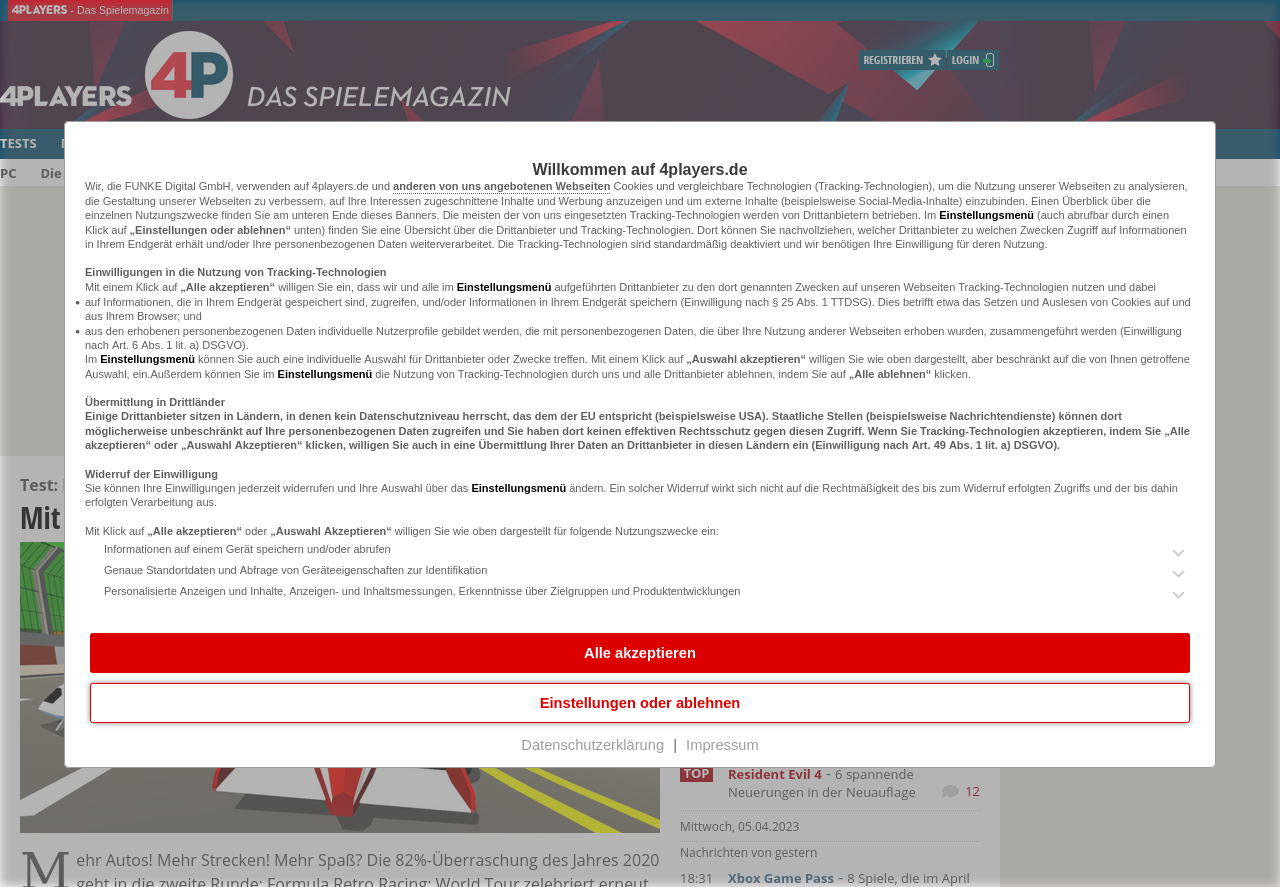 4PLAYERS - Das Spielemagazin
4PLAYERS 4P DAS SPIELEMAGAZIN
REGISTRIEREN LOGIN
TESTS
PC Die
Willkommen auf 4players.de
Wir, die FUNKE Digital GmbH, verwenden auf 4players.de und anderen von uns angebotenen Webseiten Cookies und vergleichbare Technologien (Tracking-Technologien), um die Nutzung unserer Webseiten zu analysieren,
die Gestaltung unserer Webseiten zu verbessern, auf Ihre Interessen zugeschnittene Inhalte und Werbung anzuzeigen und um externe Inhalte (beispielsweise Social-Media-Inhalte) einzubinden. Einen Überblick über die
einzelnen Nutzungszwecke finden Sie am unteren Ende dieses Banners. Die meisten der von uns eingesetzten Tracking-Technologien werden von Drittanbietern betrieben. Im Einstellungsmenü (auch abrufbar durch einen
Klick auf „Einstellungen oder ablehnen“ unten) finden Sie eine Übersicht über die Drittanbieter und Tracking-Technologien. Dort können Sie nachvollziehen, welcher Drittanbieter zu welchen Zwecken Zugriff auf Informationen
in Ihrem Endgerät erhält und/oder Ihre personenbezogenen Daten weiterverarbeitet. Die Tracking-Technologien sind standardmäßig deaktiviert und wir benötigen Ihre Einwilligung für deren Nutzung.
Einwilligungen in die Nutzung von Tracking-Technologien
Mit einem Klick auf „Alle akzeptieren“ willigen Sie ein, dass wir und alle im Einstellungsmenü aufgeführten Drittanbieter zu den dort genannten Zwecken auf unseren Webseiten Tracking-Technologien nutzen und dabei
• auf Informationen, die in Ihrem Endgerät gespeichert sind, zugreifen, und/oder Informationen in Ihrem Endgerät speichern (Einwilligung nach § 25 Abs. 1 TTDSG). Dies betrifft etwa das Setzen und Auslesen von Cookies auf und
aus Ihrem Browser; und
• aus den erhobenen personenbezogenen Daten individuelle Nutzerprofile gebildet werden, die mit personenbezogenen Daten, die über Ihre Nutzung anderer Webseiten erhoben wurden, zusammengeführt werden (Einwilligung
nach Art. 6 Abs. 1 lit. a) DSGVO).
Im Einstellungsmenü können Sie auch eine individuelle Auswahl für Drittanbieter oder Zwecke treffen. Mit einem Klick auf „Auswahl akzeptieren“ willigen Sie wie oben dargestellt, aber beschränkt auf die von Ihnen getroffene
Auswahl, ein.Außerdem können Sie im Einstellungsmenü die Nutzung von Tracking-Technologien durch uns und alle Drittanbieter ablehnen, indem Sie auf „Alle ablehnen“ klicken.
Übermittlung in Drittländer
Einige Drittanbieter sitzen in Ländern, in denen kein Datenschutzniveau herrscht, das dem der EU entspricht (beispielsweise USA). Staatliche Stellen (beispielsweise Nachrichtendienste) können dort
möglicherweise unbeschränkt auf Ihre personenbezogenen Daten zugreifen und Sie haben dort keinen effektiven Rechtsschutz gegen diesen Zugriff. Wenn Sie Tracking-Technologien akzeptieren, indem Sie „Alle
akzeptieren“ oder „Auswahl Akzeptieren“ klicken, willigen Sie auch in eine Übermittlung Ihrer Daten an Drittanbieter in diesen Ländern ein (Einwilligung nach Art. 49 Abs. 1 lit. a) DSGVO).
Widerruf der Einwilligung
Sie können Ihre Einwilligungen jederzeit widerrufen und Ihre Auswahl über das Einstellungsmenü ändern. Ein solcher Widerruf wirkt sich nicht auf die Rechtmäßigkeit des bis zum Widerruf erfolgten Zugriffs und der bis dahin
erfolgten Verarbeitung aus.
Mit Klick auf „Alle akzeptieren“ oder „Auswahl Akzeptieren“ willigen Sie wie oben dargestellt für folgende Nutzungszwecke ein:
Informationen auf einem Gerät speichern und/oder abrufen
Genaue Standortdaten und Abfrage von Geräteeigenschaften zur Identifikation
Personalisierte Anzeigen und Inhalte, Anzeigen- und Inhaltsmessungen, Erkenntnisse über Zielgruppen und Produktentwicklungen
Alle akzeptieren
Einstellungen oder ablehnen
Datenschutzerklärung | Impressum
Test:
Mit
Mehr Autos! Mehr Strecken! Mehr Spaß? Die 82%-Überraschung des Jahres 2020
geht in die zweite Runde: Formula Retro Racing: World Tour zelebriert erneut
TOP Resident Evil 4 - 6 spannende
Neuerungen in der Neuauflage 12
Mittwoch, 05.04.2023
Nachrichten von gestern
18:31 Xbox Game Pass - 8 Spiele, die im April